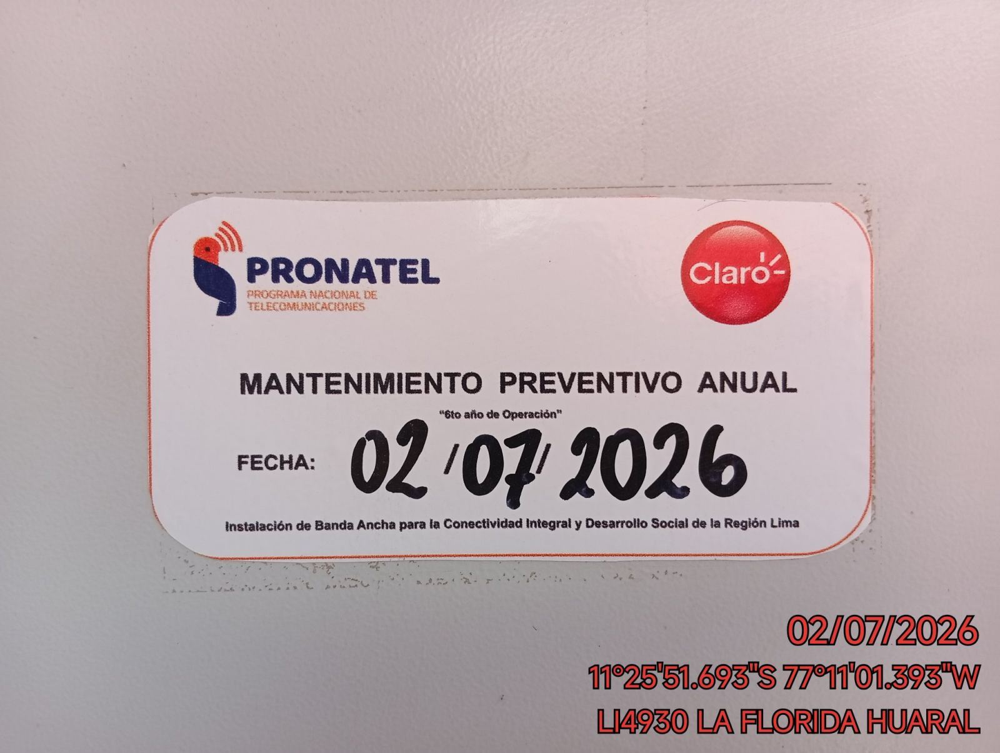 PRONATEL
PROGRAMA NACIONAL DE
TELECOMUNICACIONES
Claro
MANTENIMIENTO PREVENTIVO ANUAL
“6to año de Operación”
FECHA: 02/07/2026
Instalación de Banda Ancha para la Conectividad Integral y Desarrollo Social de la Región Lima
02/07/2026
11°25'51.693"S 77°11'01.393"W
LI4930 LA FLORIDA HUARAL